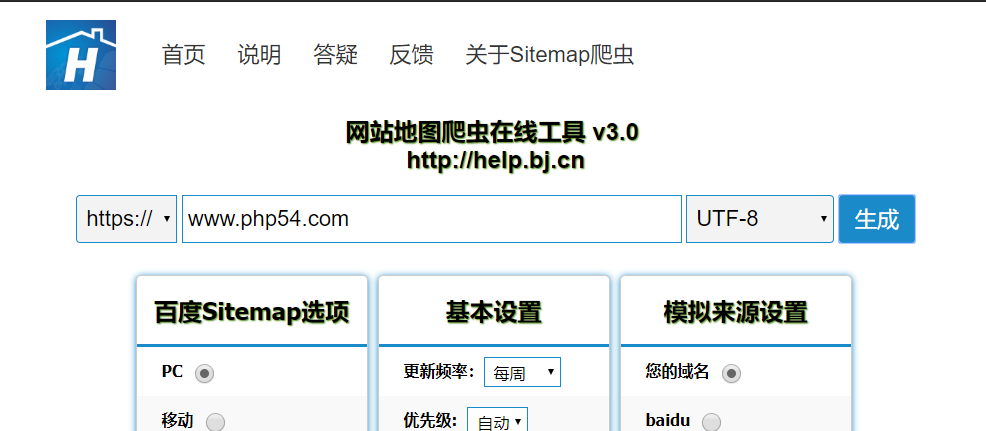 H
首页 说明 答疑 反馈 关于Sitemap爬虫
网站地图爬虫在线工具 v3.0
http://help.bj.cn
https:// www.php54.com UTF-8 生成
百度Sitemap选项 基本设置 模拟来源设置
PC 更新频率: 每周 您的域名
移动 优先级: 自动 baidu